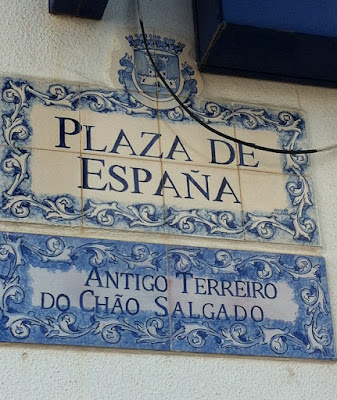 PLAZA DE
ESPAÑA
ANTIGO TERREIRO
DO CHÃO SALGADO